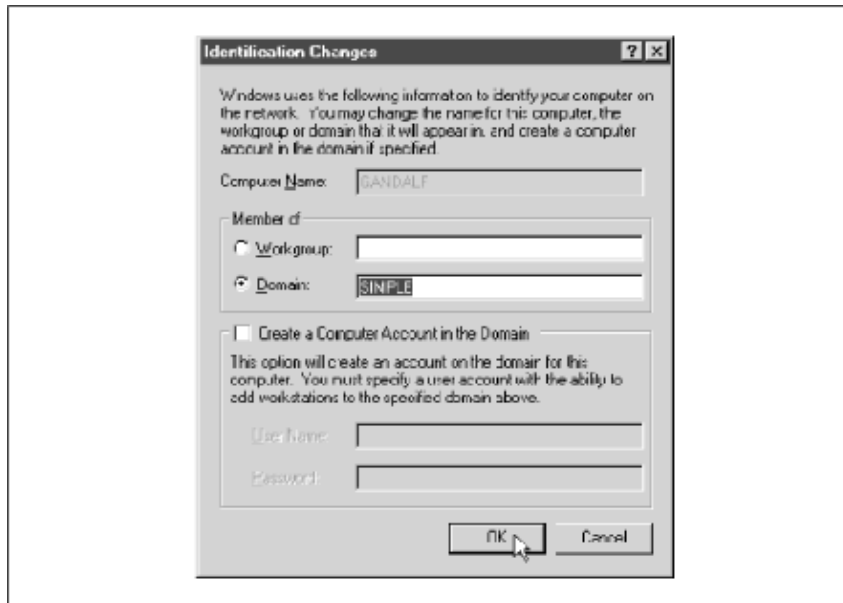 Identification Changes
Windows uses the following information to identify your computer on
the network. You may change the name for this computer, the
workgroup or domain that it will appear in, and create a computer
account in the domain if specified.
Computer Name: GANDALF
Member of
Workgroup:
Domain: SIMPLE
Create a Computer Account in the Domain
This option will create an account on the domain for this
computer. You must specify a user account with the ability to
add workstations to the specified domain above.
User Name:
Password:
OK Cancel